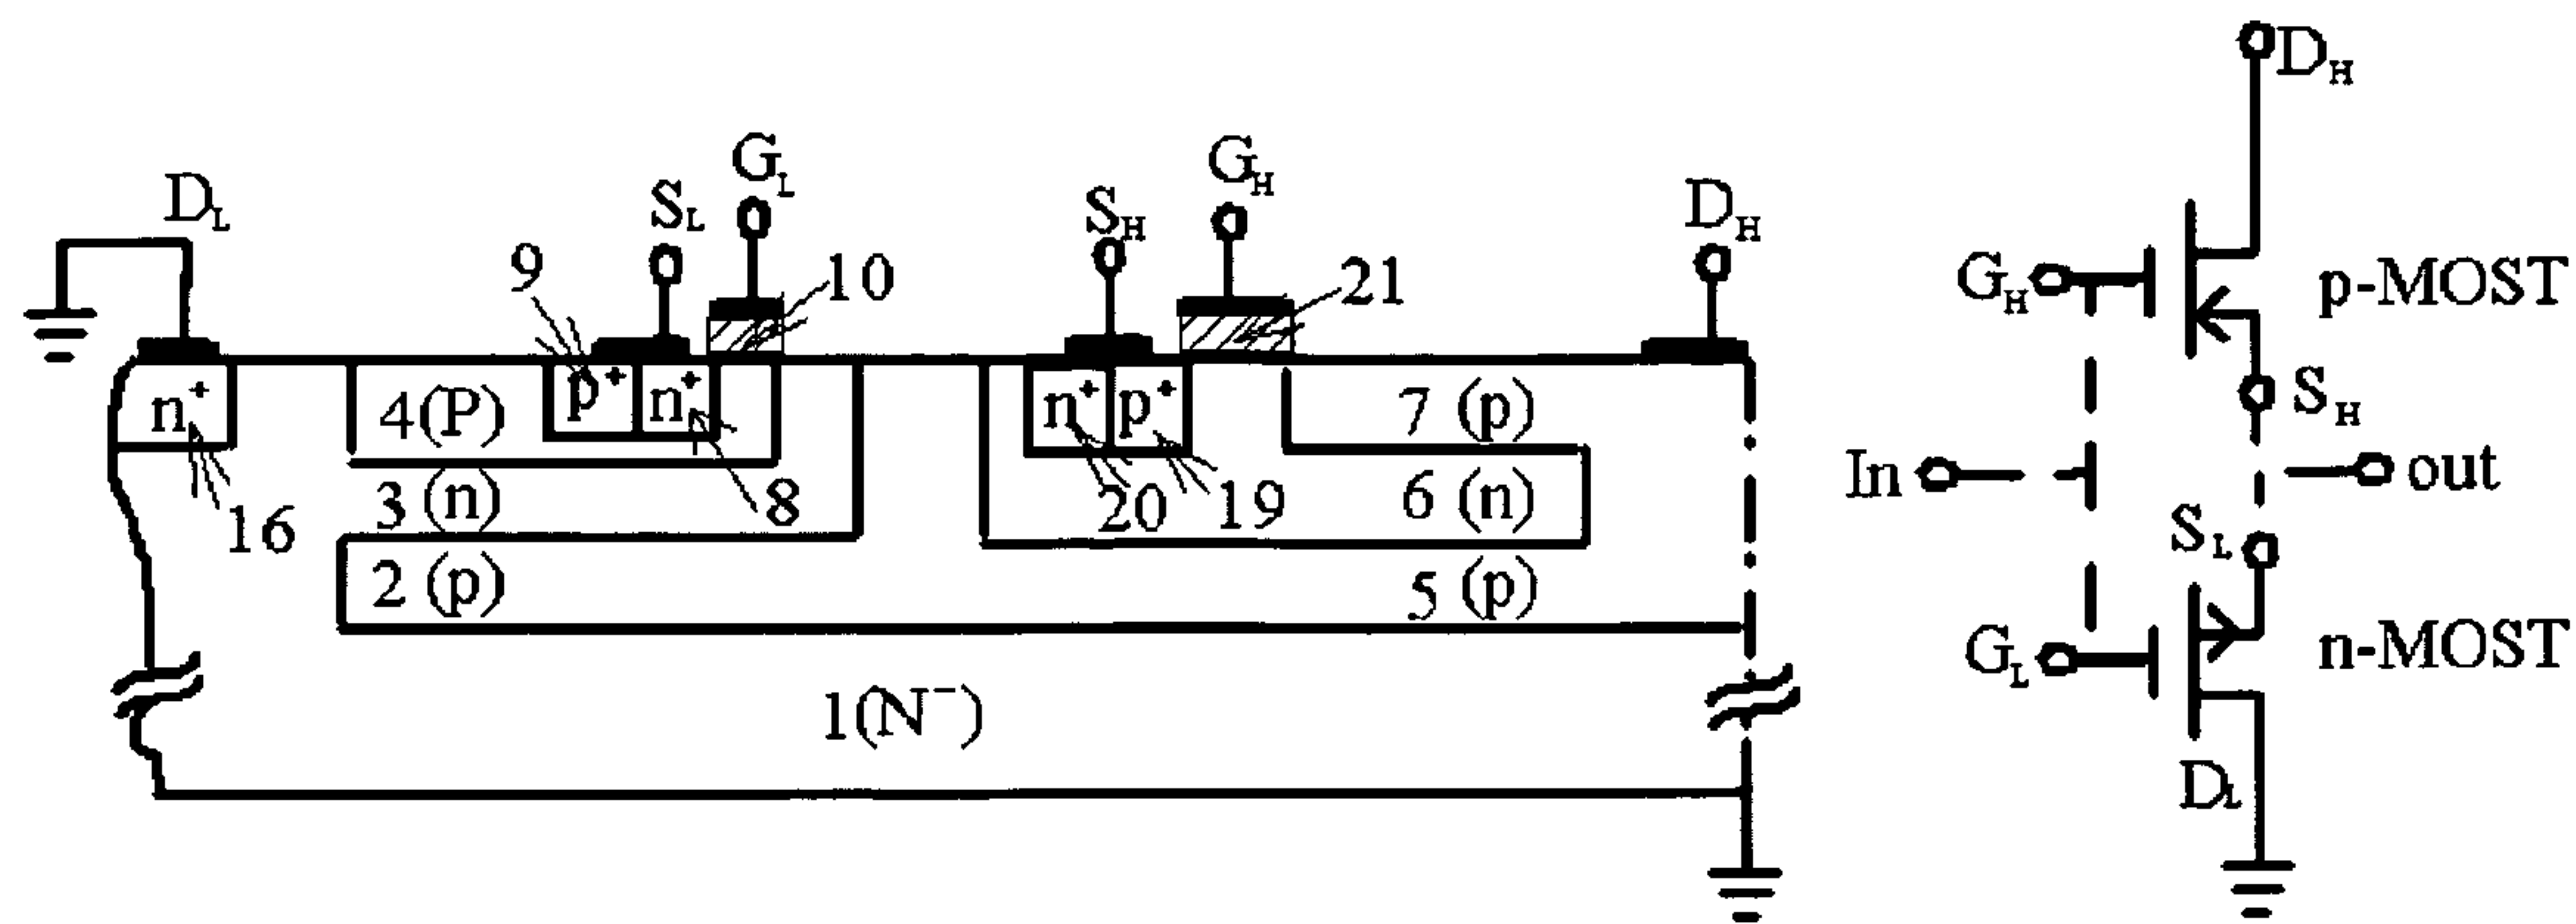 D_L
S_L
G_L
S_H
G_H
D_H
9
10
21
n⁺
4(P)
p⁺
n⁺
n⁺
p⁺
7 (p)
16
3 (n)
8
20
19
6 (n)
2 (p)
5 (p)
1(N⁻)
D_H
G_H
p-MOST
S_H
In
out
S_L
G_L
n-MOST
D_L